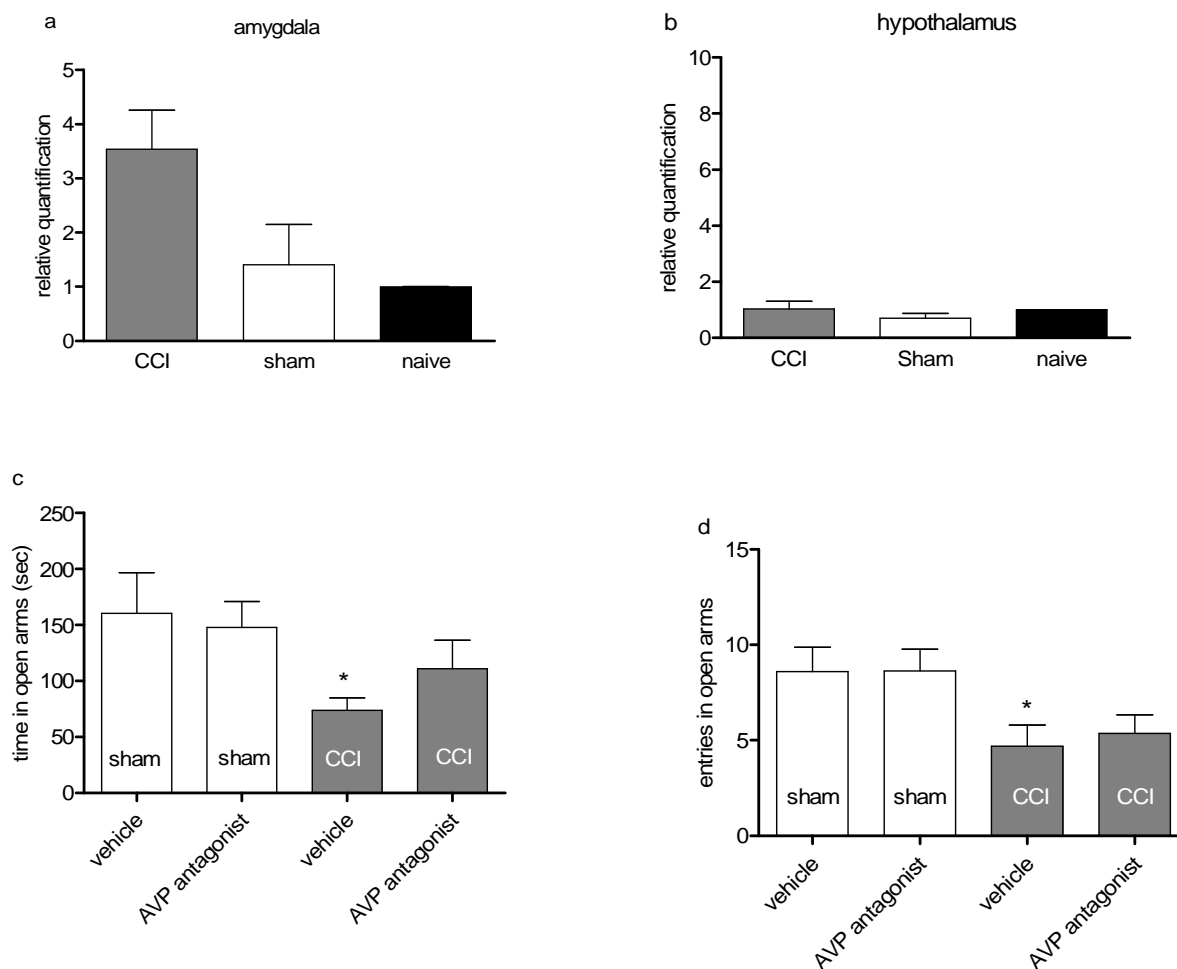 a
amygdala
relative quantification
5
4
3
2
1
0
CCI
sham
naive
b
hypothalamus
relative quantification
10
8
6
4
2
0
CCI
Sham
naive
c
time in open arms (sec)
250
200
150
100
50
0
*
sham
sham
CCI
CCI
vehicle
AVP antagonist
vehicle
AVP antagonist
d
entries in open arms
15
10
5
0
*
sham
sham
CCI
CCI
vehicle
AVP antagonist
vehicle
AVP antagonist